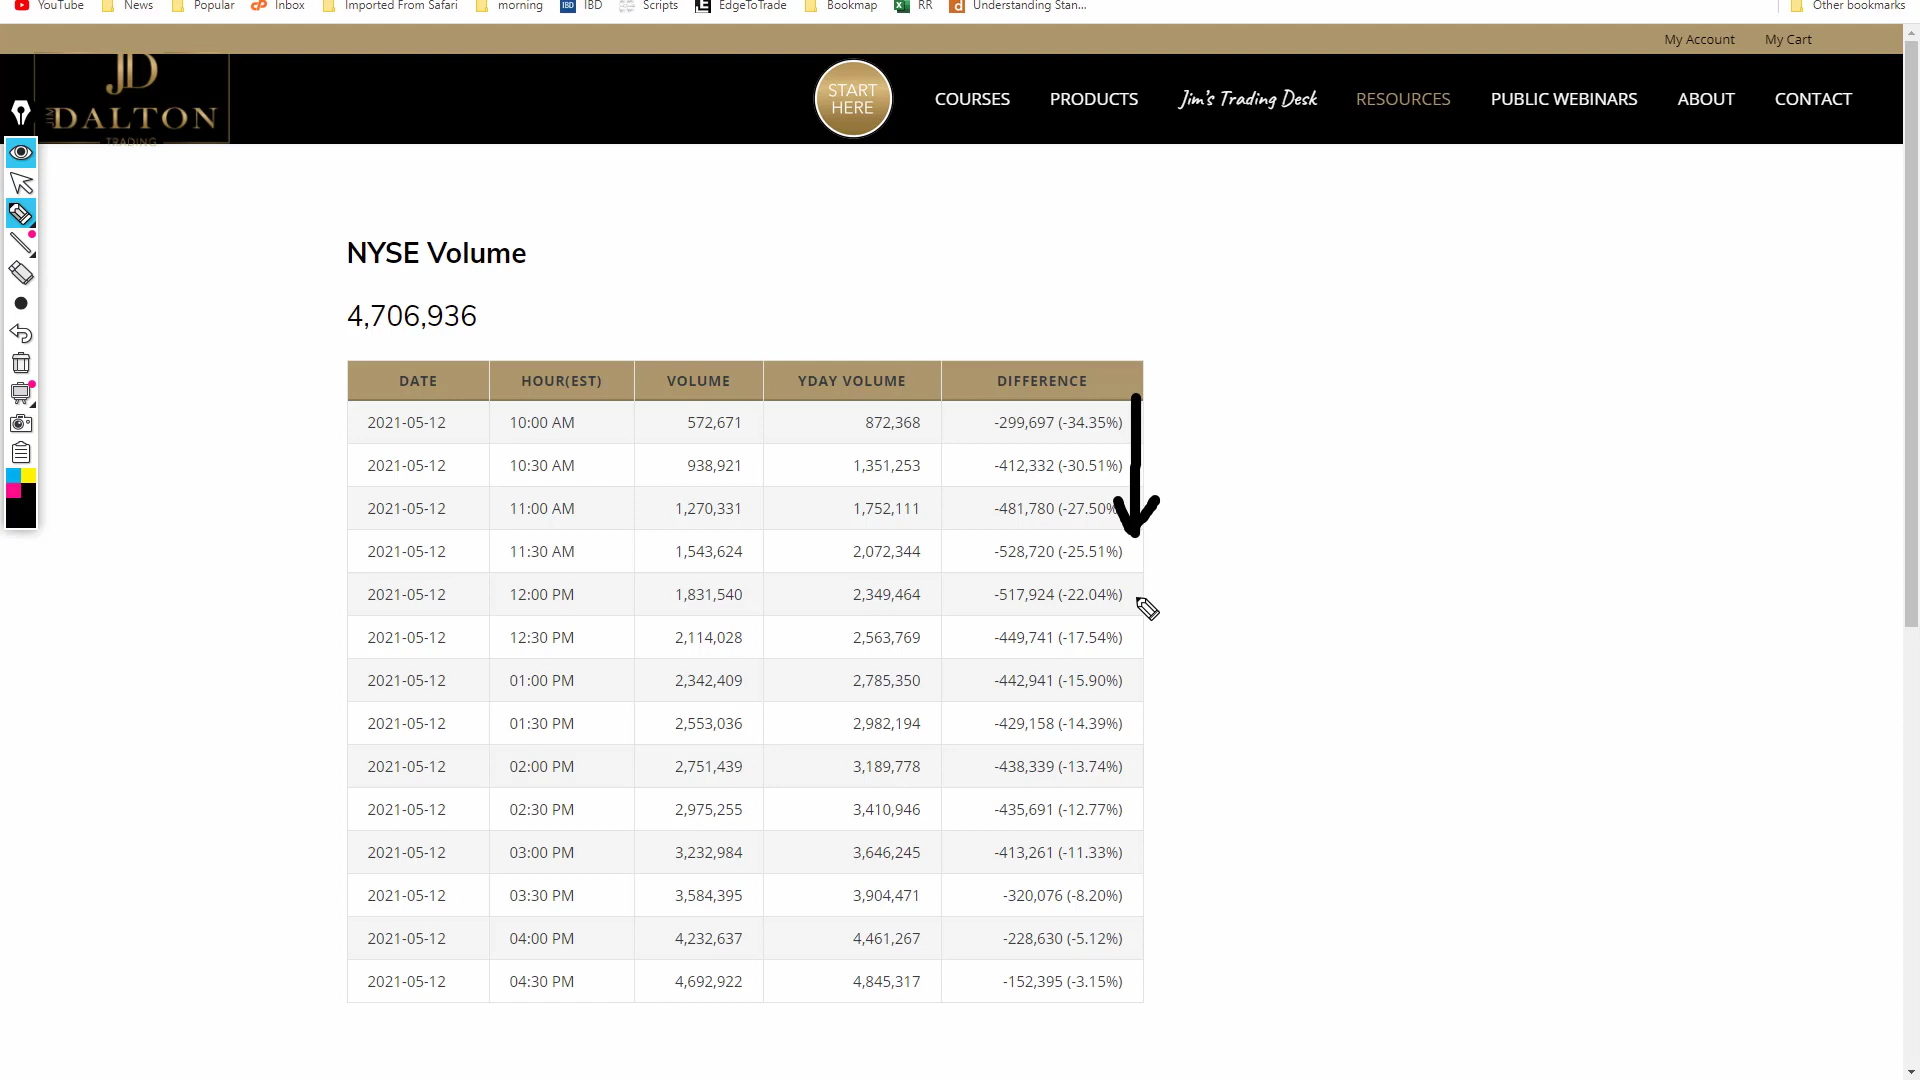 YouTube News Popular Inbox Imported From Safari morning IBD IBD Scripts EdgeToTrade Bookmap RR Understanding Stan... Other bookmarks
My Account My Cart
JD
JIM DALTON
TRADING
START HERE
COURSES PRODUCTS Jim's Trading Desk RESOURCES PUBLIC WEBINARS ABOUT CONTACT
NYSE Volume
4,706,936
DATE HOUR(EST) VOLUME YDAY VOLUME DIFFERENCE
2021-05-12 10:00 AM 572,671 872,368 -299,697 (-34.35%)
2021-05-12 10:30 AM 938,921 1,351,253 -412,332 (-30.51%)
2021-05-12 11:00 AM 1,270,331 1,752,111 -481,780 (-27.50%
2021-05-12 11:30 AM 1,543,624 2,072,344 -528,720 (-25.51%)
2021-05-12 12:00 PM 1,831,540 2,349,464 -517,924 (-22.04%)
2021-05-12 12:30 PM 2,114,028 2,563,769 -449,741 (-17.54%)
2021-05-12 01:00 PM 2,342,409 2,785,350 -442,941 (-15.90%)
2021-05-12 01:30 PM 2,553,036 2,982,194 -429,158 (-14.39%)
2021-05-12 02:00 PM 2,751,439 3,189,778 -438,339 (-13.74%)
2021-05-12 02:30 PM 2,975,255 3,410,946 -435,691 (-12.77%)
2021-05-12 03:00 PM 3,232,984 3,646,245 -413,261 (-11.33%)
2021-05-12 03:30 PM 3,584,395 3,904,471 -320,076 (-8.20%)
2021-05-12 04:00 PM 4,232,637 4,461,267 -228,630 (-5.12%)
2021-05-12 04:30 PM 4,692,922 4,845,317 -152,395 (-3.15%)